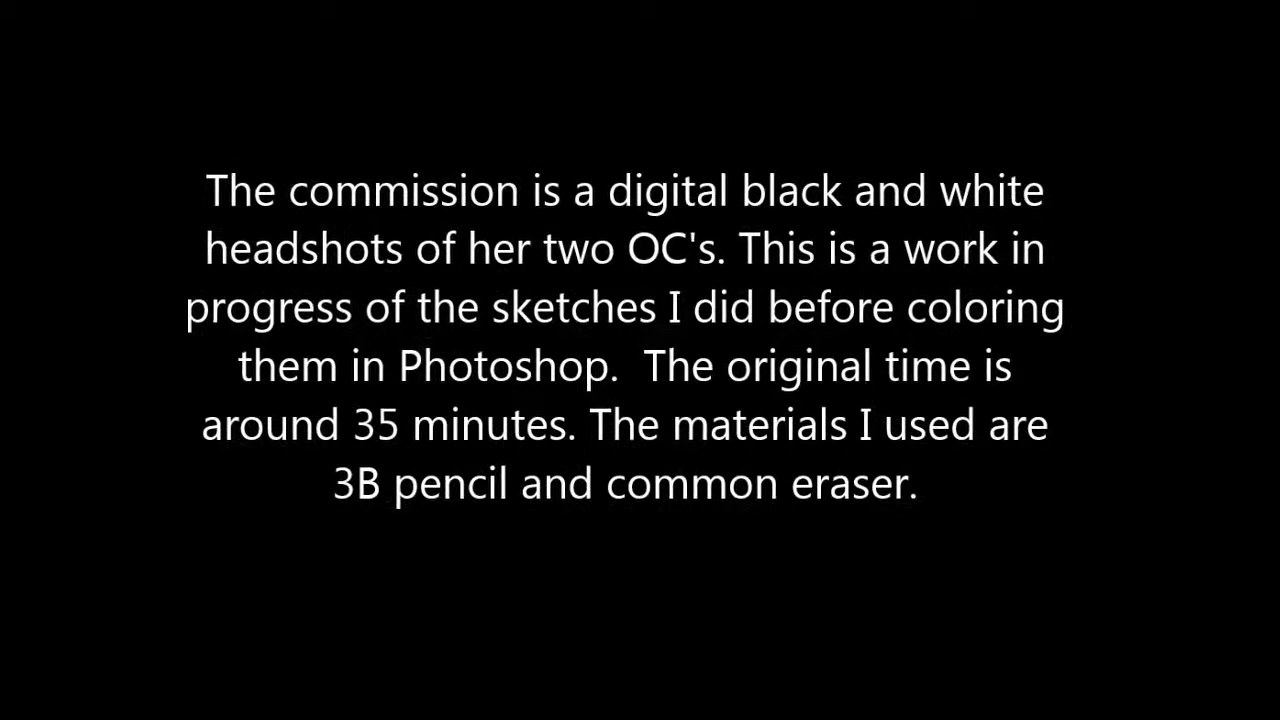 The commission is a digital black and white
headshots of her two OC's. This is a work in
progress of the sketches I did before coloring
them in Photoshop.  The original time is
around 35 minutes. The materials I used are
3B pencil and common eraser.